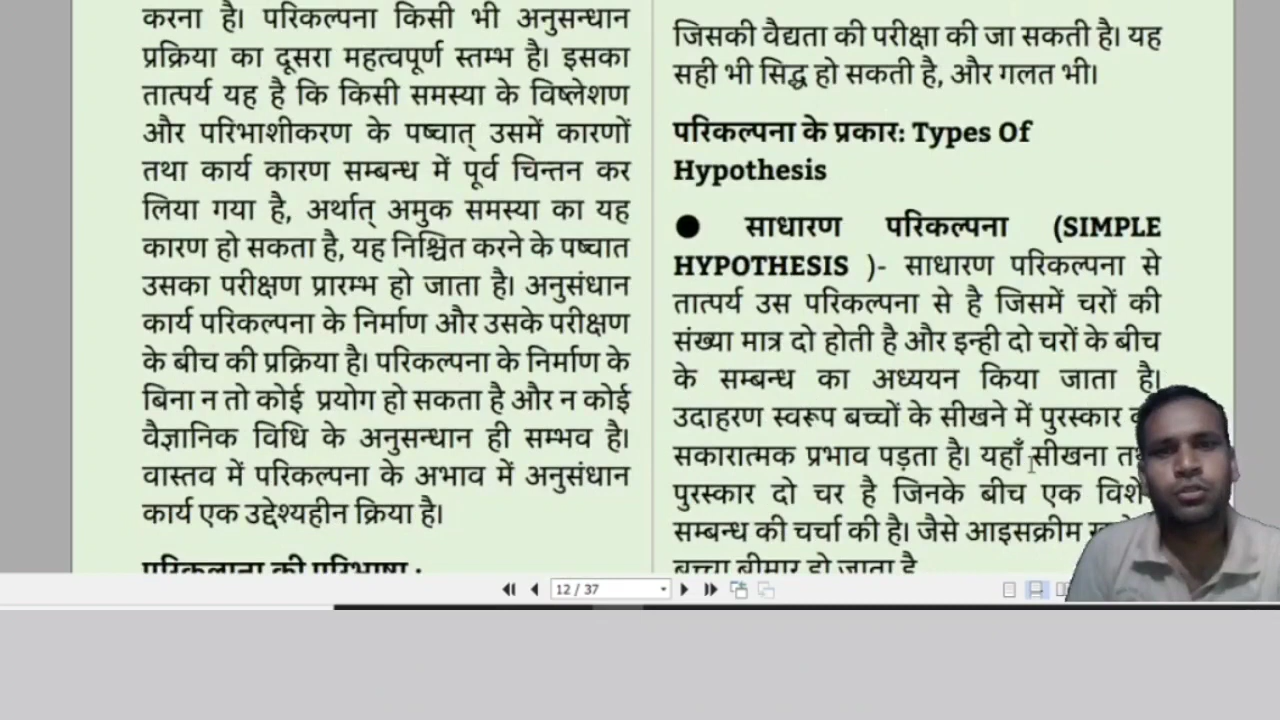 करना है। परिकल्पना किसी भी अनुसन्धान
प्रक्रिया का दूसरा महत्वपूर्ण स्तम्भ है। इसका
तात्पर्य यह है कि किसी समस्या के विष्लेशण
और परिभाशीकरण के पष्चात् उसमें कारणों
तथा कार्य कारण सम्बन्ध में पूर्व चिन्तन कर
लिया गया है, अर्थात् अमुक समस्या का यह
कारण हो सकता है, यह निश्चित करने के पष्चात
उसका परीक्षण प्रारम्भ हो जाता है। अनुसंधान
कार्य परिकल्पना के निर्माण और उसके परीक्षण
के बीच की प्रक्रिया है। परिकल्पना के निर्माण के
बिना न तो कोई प्रयोग हो सकता है और न कोई
वैज्ञानिक विधि के अनुसन्धान ही सम्भव है।
वास्तव में परिकल्पना के अभाव में अनुसंधान
कार्य एक उद्देश्यहीन क्रिया है।
जिसकी वैद्यता की परीक्षा की जा सकती है। यह
सही भी सिद्ध हो सकती है, और गलत भी।
परिकल्पना के प्रकार: Types Of
Hypothesis
● साधारण परिकल्पना (SIMPLE
HYPOTHESIS )- साधारण परिकल्पना से
तात्पर्य उस परिकल्पना से है जिसमें चरों की
संख्या मात्र दो होती है और इन्ही दो चरों के बीच
के सम्बन्ध का अध्ययन किया जाता है।
उदाहरण स्वरूप बच्चों के सीखने में पुरस्कार
सकारात्मक प्रभाव पड़ता है। यहाँ सीखना
पुरस्कार दो चर है जिनके बीच एक
सम्बन्ध की चर्चा की है। जैसे आइसक्रीम
बच्चा बीमार हो जाता है
12 / 37